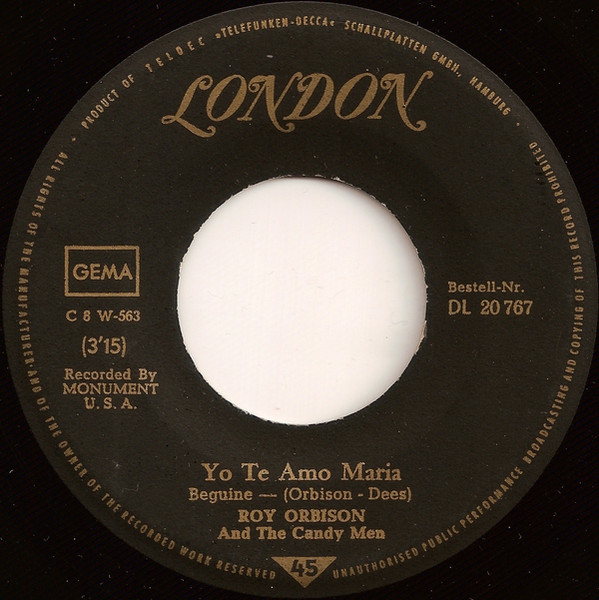 PRODUCT OF TELDEC »TELEFUNKEN-DECCA« SCHALLPLATTEN GMBH., HAMBURG •
LONDON
GEMA
C 8 W-563
(3'15)
Recorded By
MONUMENT
U. S. A.
Bestell-Nr.
DL 20 767
Yo Te Amo Maria
Beguine — (Orbison - Dees)
ROY ORBISON
And The Candy Men
45
• ALL RIGHTS OF THE MANUFACTURER AND OF THE OWNER OF THE RECORDED WORK RESERVED
UNAUTHORISED PUBLIC PERFORMANCE BROADCASTING AND COPYING OF THIS RECORD PROHIBITED